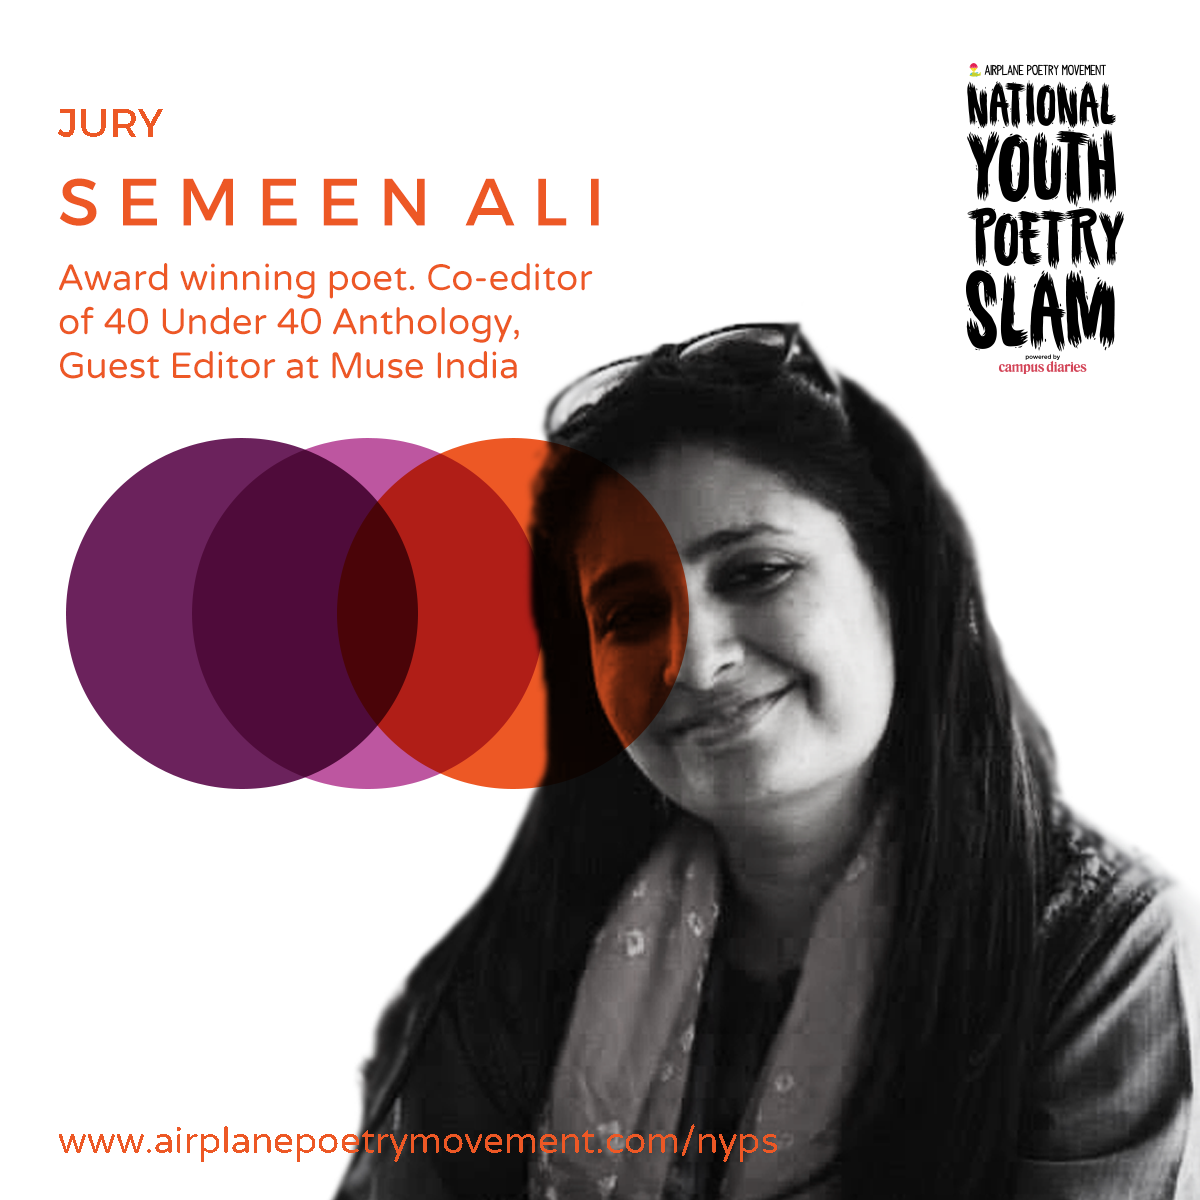 JURY
SEMEEN ALI
Award winning poet. Co-editor
of 40 Under 40 Anthology,
Guest Editor at Muse India
AIRPLANE POETRY MOVEMENT
NATIONAL
YOUTH
POETRY
SLAM
powered by
campus diaries
www.airplanepoetrymovement.com/nyps